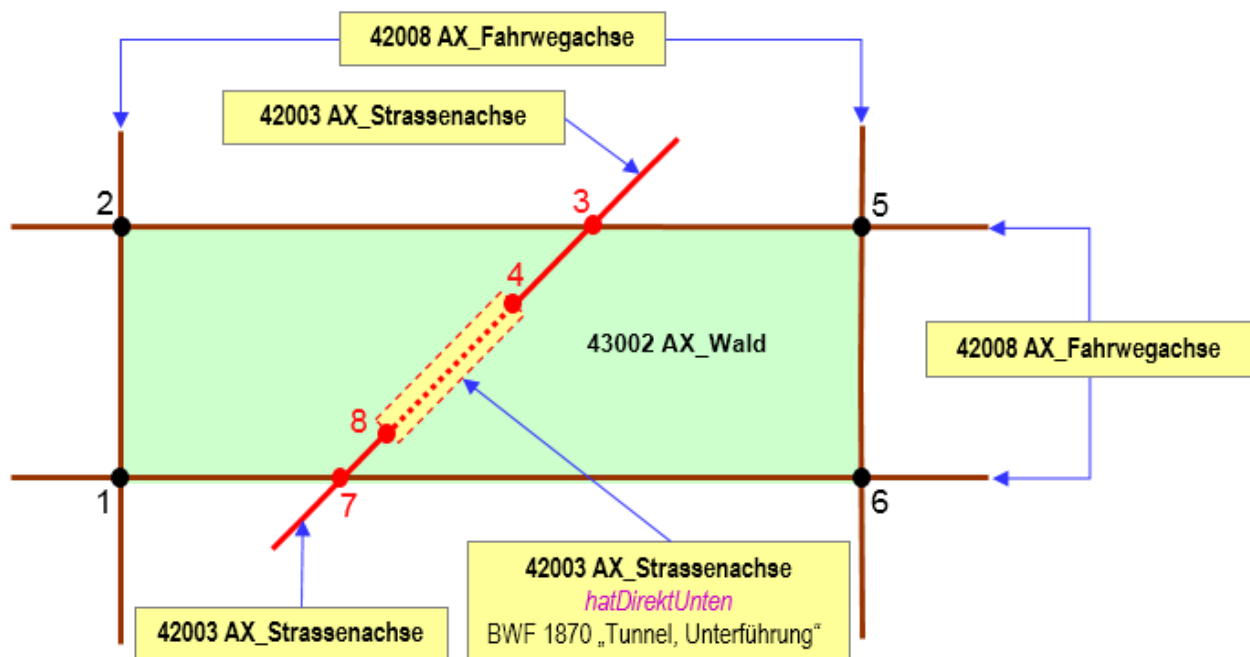 42008 AX_Fahrwegachse
42003 AX_Strassenachse
2
3
5
4
43002 AX_Wald
42008 AX_Fahrwegachse
8
1
7
6
42003 AX_Strassenachse
hatDirektUnten
BWF 1870 „Tunnel, Unterführung“
42003 AX_Strassenachse